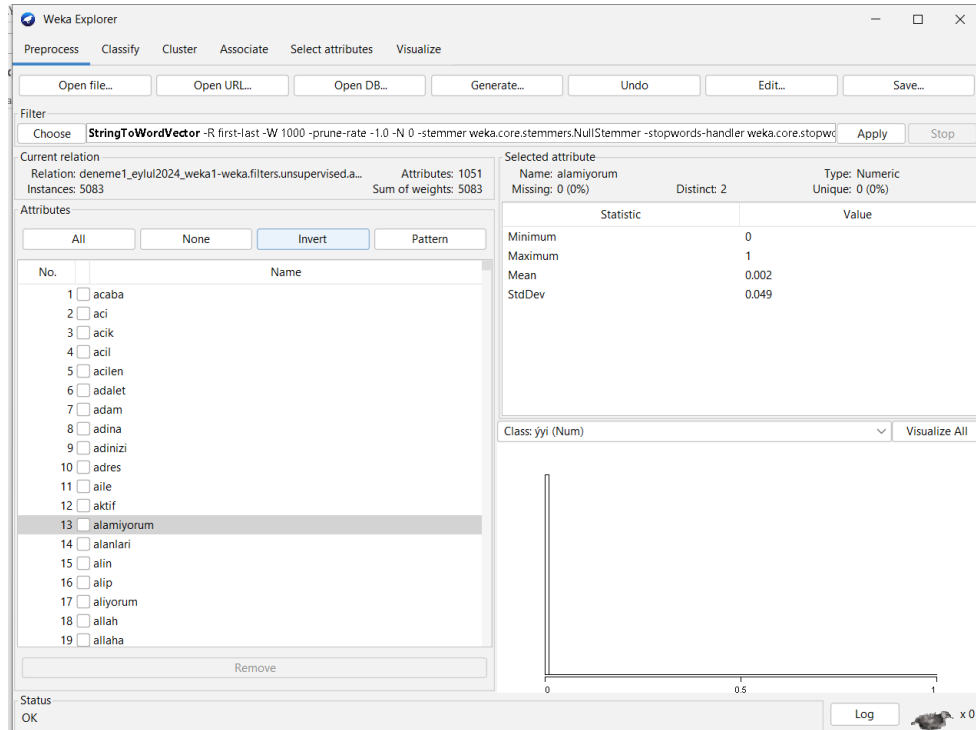 Weka Explorer
Preprocess Classify Cluster Associate Select attributes Visualize
Open file... Open URL... Open DB... Generate... Undo Edit... Save...
Filter
Choose StringToWordVector -R first-last -W 1000 -prune-rate -1.0 -N 0 -stemmer weka.core.stemmers.NullStemmer -stopwords-handler weka.core.stopwo Apply Stop
Current relation
Relation: deneme1_eylul2024_weka1-weka.filters.unsupervised.a... Attributes: 1051
Instances: 5083 Sum of weights: 5083
Selected attribute
Name: alamiyorum Type: Numeric
Missing: 0 (0%) Distinct: 2 Unique: 0 (0%)
Statistic Value
Minimum 0
Maximum 1
Mean 0.002
StdDev 0.049
Attributes
All None Invert Pattern
No. Name
1 acaba
2 aci
3 acik
4 acil
5 acilen
6 adalet
7 adam
8 adina
9 adinizi
10 adres
11 aile
12 aktif
13 alamiyorum
14 alanlari
15 alin
16 alip
17 aliyorum
18 allah
19 allaha
Remove
Class: ýyi (Num) Visualize All
0 0.5 1
Status
OK
Log x 0